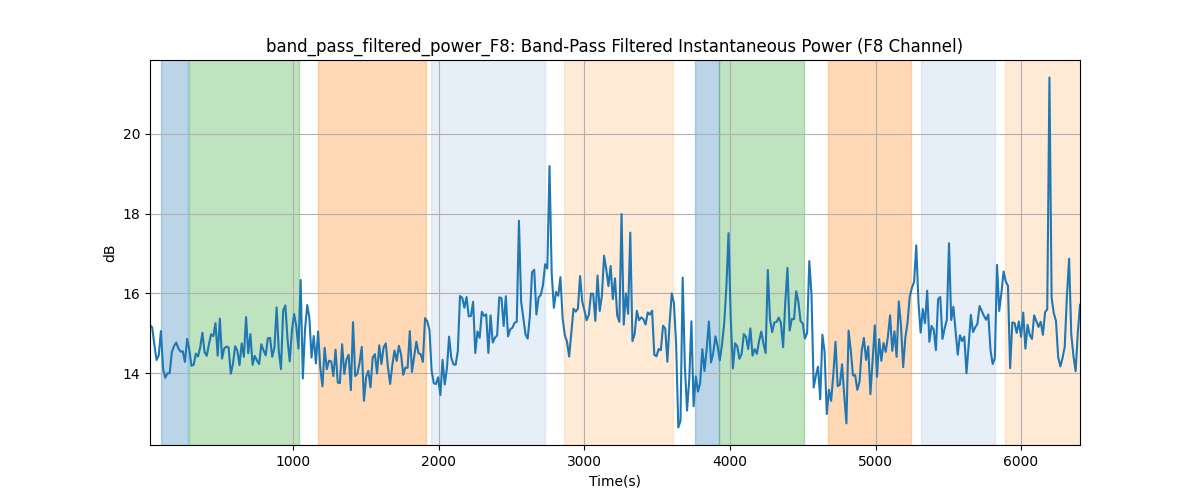 band_pass_filtered_power_F8: Band-Pass Filtered Instantaneous Power (F8 Channel)
dB
20
18
16
14
1000 2000 3000 4000 5000 6000
Time(s)